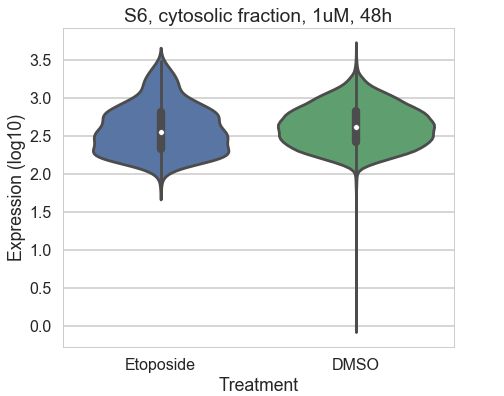 S6, cytosolic fraction, 1uM, 48h
Expression (log10)
3.5
3.0
2.5
2.0
1.5
1.0
0.5
0.0
Etoposide DMSO
Treatment